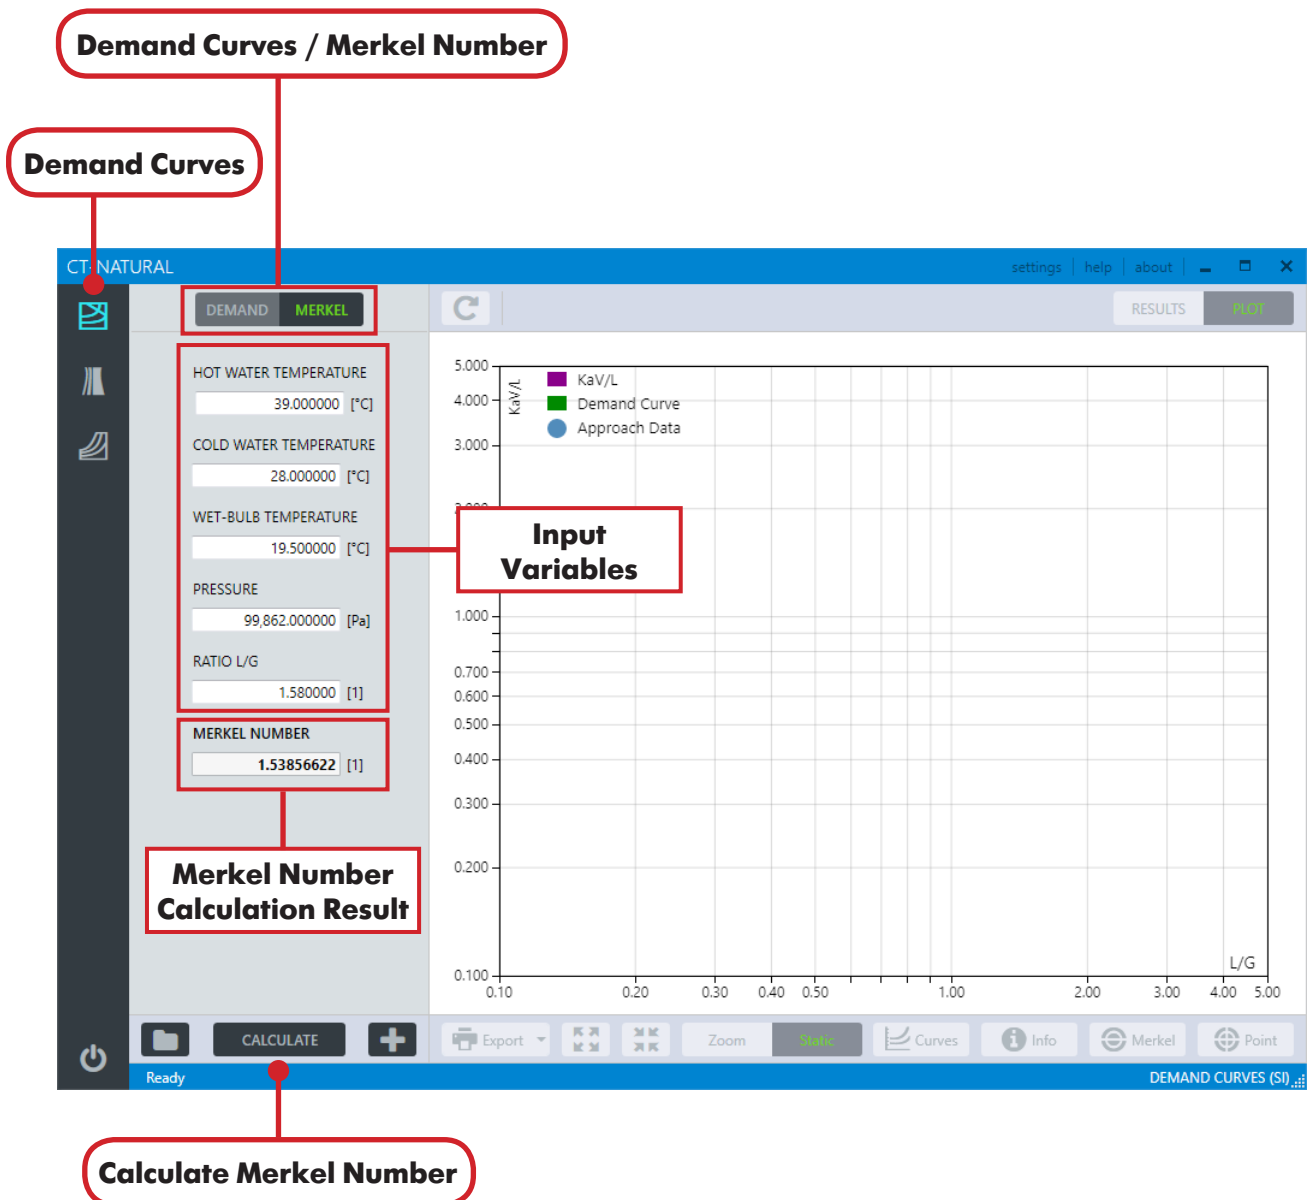 Demand Curves / Merkel Number
Demand Curves
CT-NATURAL
settings help about
DEMAND MERKEL
RESULTS PLOT
HOT WATER TEMPERATURE
39.000000 [°C]
COLD WATER TEMPERATURE
28.000000 [°C]
WET-BULB TEMPERATURE
19.500000 [°C]
PRESSURE
99,862.000000 [Pa]
RATIO L/G
1.580000 [1]
MERKEL NUMBER
1.53856622 [1]
Input
Variables
Merkel Number
Calculation Result
KaV/L
KaV/L
Demand Curve
Approach Data
5.000
4.000
3.000
1.000
0.700
0.600
0.500
0.400
0.300
0.200
0.100
L/G
0.10 0.20 0.30 0.40 0.50 1.00 2.00 3.00 4.00 5.00
CALCULATE
Export Zoom Static Curves Info Merkel Point
Ready
DEMAND CURVES (SI)
Calculate Merkel Number